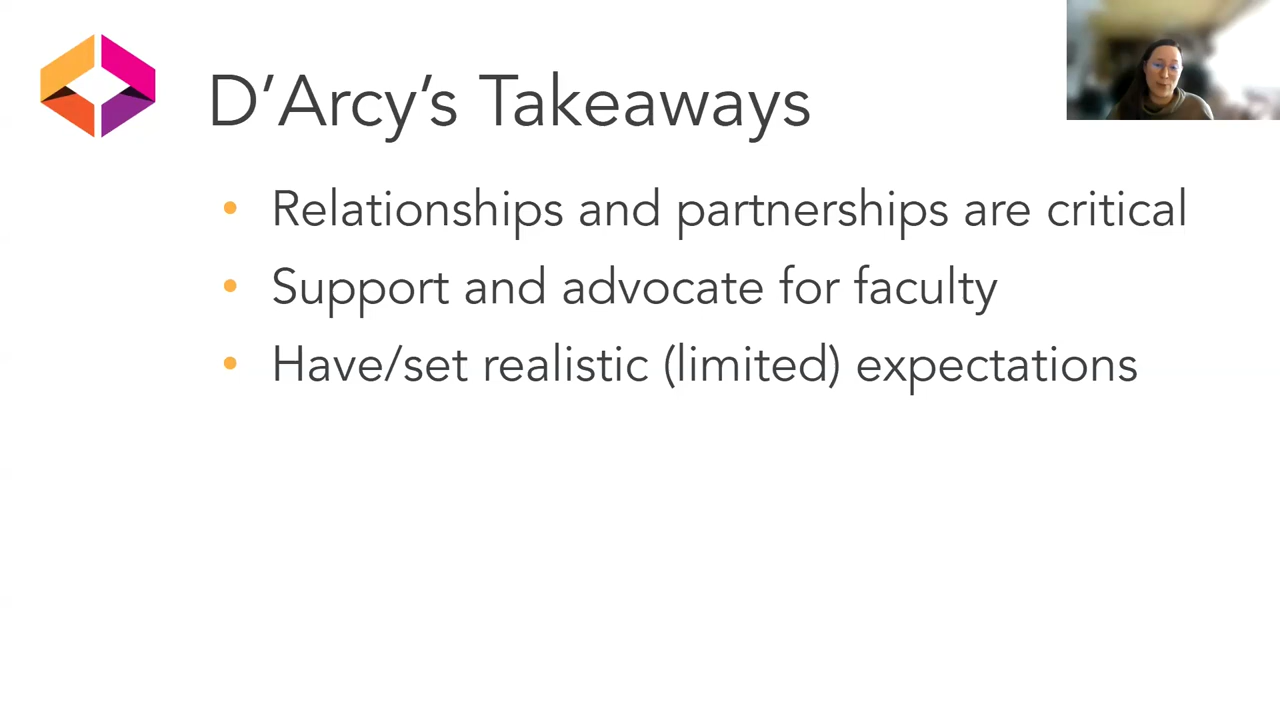 D’Arcy’s Takeaways
• Relationships and partnerships are critical
• Support and advocate for faculty
• Have/set realistic (limited) expectations